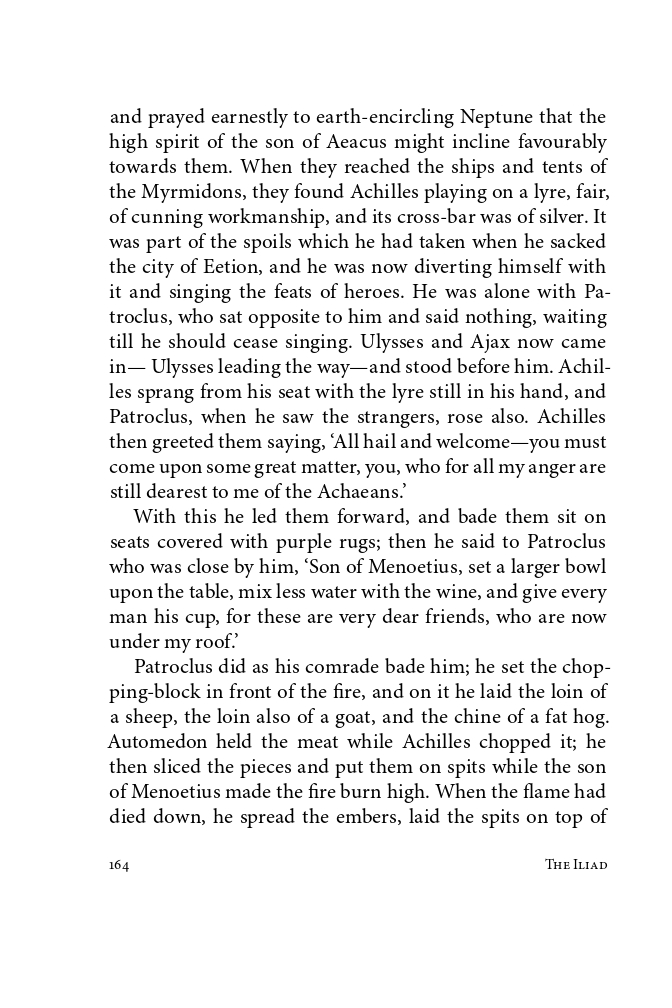 and prayed earnestly to earth-encircling Neptune that the
high spirit of the son of Aeacus might incline favourably
towards them. When they reached the ships and tents of
the Myrmidons, they found Achilles playing on a lyre, fair,
of cunning workmanship, and its cross-bar was of silver. It
was part of the spoils which he had taken when he sacked
the city of Eetion, and he was now diverting himself with
it and singing the feats of heroes. He was alone with Pa-
troclus, who sat opposite to him and said nothing, waiting
till he should cease singing. Ulysses and Ajax now came
in— Ulysses leading the way—and stood before him. Achil-
les sprang from his seat with the lyre still in his hand, and
Patroclus, when he saw the strangers, rose also. Achilles
then greeted them saying, ‘All hail and welcome—you must
come upon some great matter, you, who for all my anger are
still dearest to me of the Achaeans.’
With this he led them forward, and bade them sit on
seats covered with purple rugs; then he said to Patroclus
who was close by him, ‘Son of Menoetius, set a larger bowl
upon the table, mix less water with the wine, and give every
man his cup, for these are very dear friends, who are now
under my roof.’
Patroclus did as his comrade bade him; he set the chop-
ping-block in front of the fire, and on it he laid the loin of
a sheep, the loin also of a goat, and the chine of a fat hog.
Automedon held the meat while Achilles chopped it; he
then sliced the pieces and put them on spits while the son
of Menoetius made the fire burn high. When the flame had
died down, he spread the embers, laid the spits on top of
164 The Iliad